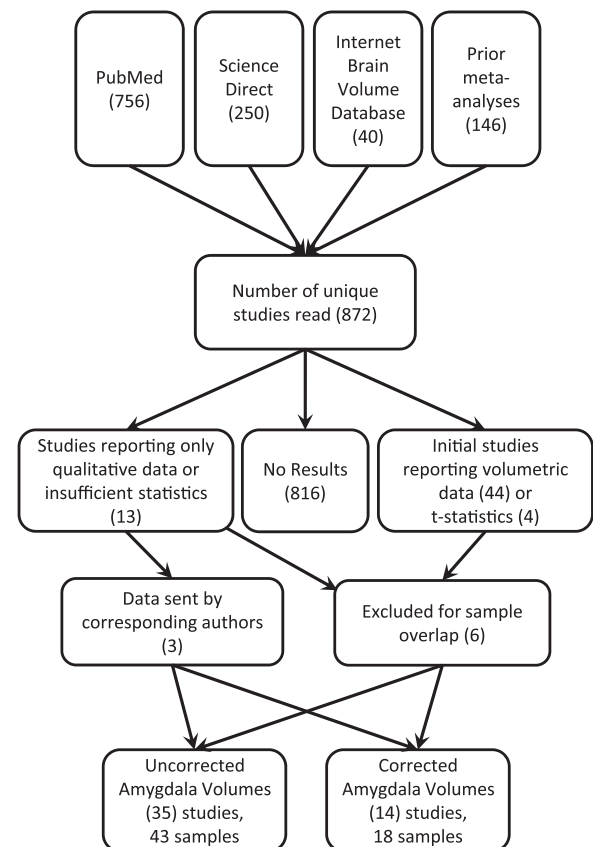 PubMed
(756)
Science
Direct
(250)
Internet
Brain
Volume
Database
(40)
Prior
meta-
analyses
(146)
Number of unique
studies read (872)
Studies reporting only
qualitative data or
insufficient statistics
(13)
No Results
(816)
Initial studies
reporting volumetric
data (44) or
t-statistics (4)
Data sent by
corresponding authors
(3)
Excluded for sample
overlap (6)
Uncorrected
Amygdala Volumes
(35) studies,
43 samples
Corrected
Amygdala Volumes
(14) studies,
18 samples